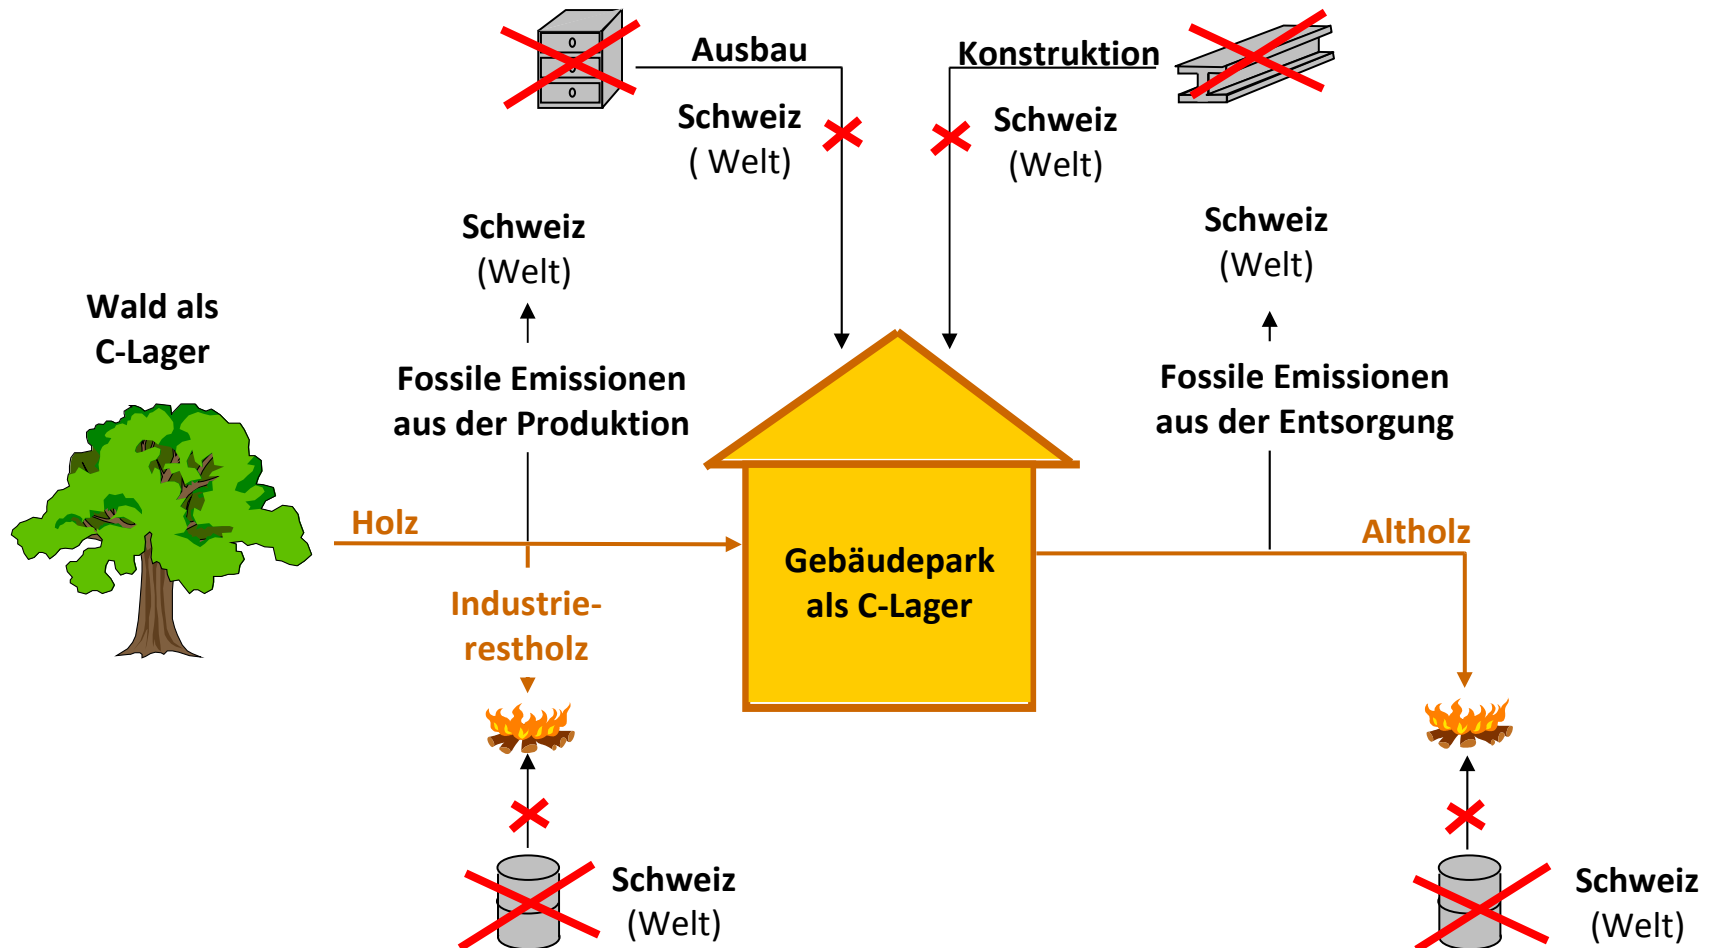 Ausbau
Konstruktion
Schweiz
( Welt)
Schweiz
(Welt)
Schweiz
(Welt)
Schweiz
(Welt)
Wald als
C-Lager
Fossile Emissionen
aus der Produktion
Fossile Emissionen
aus der Entsorgung
Holz
Altholz
Gebäudepark
als C-Lager
Industrie-
restholz
Schweiz
(Welt)
Schweiz
(Welt)